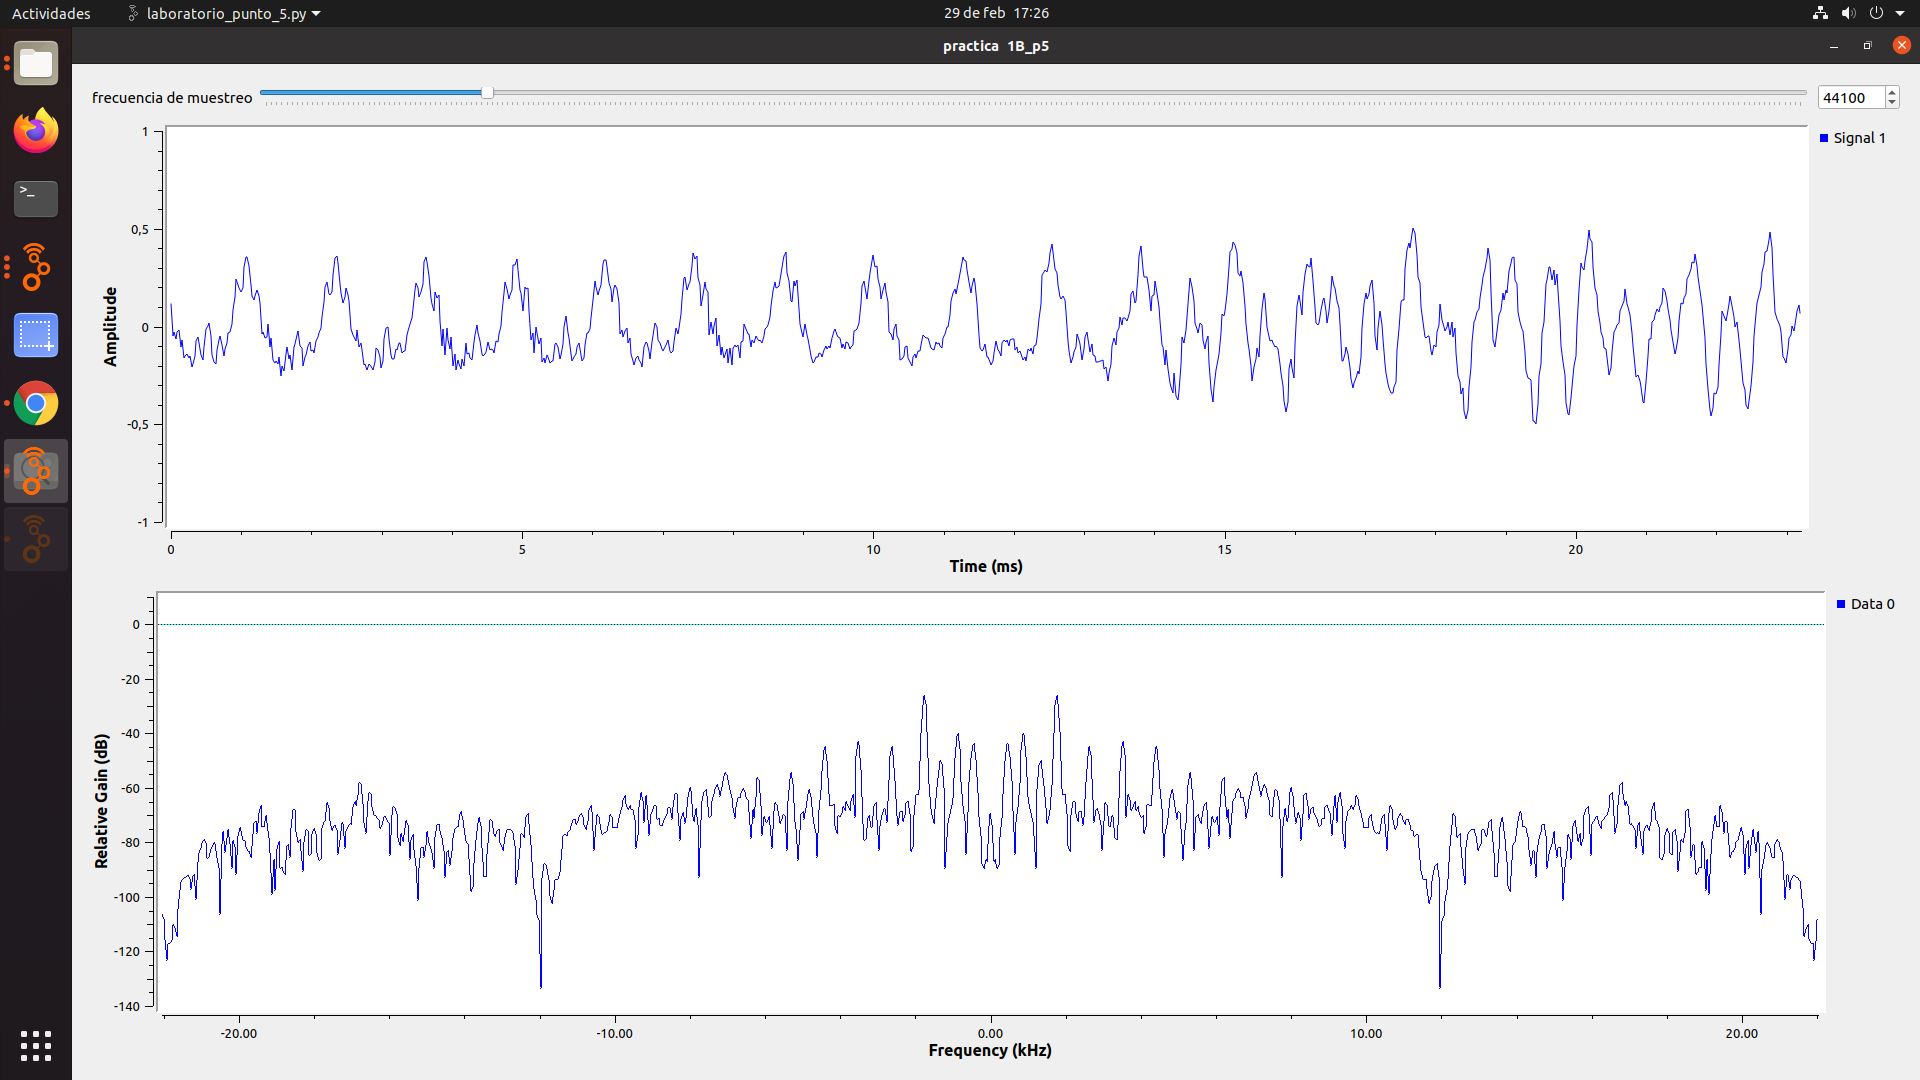 Actividades laboratorio_punto_5.py 29 de feb 17:26
practica 1B_p5
frecuencia de muestreo 44100
Signal 1
1
0,5
0
-0,5
-1
Amplitude
0 5 10 15 20
Time (ms)
Data 0
0
-20
-40
-60
-80
-100
-120
-140
Relative Gain (dB)
-20.00 -10.00 0.00 10.00 20.00
Frequency (kHz)